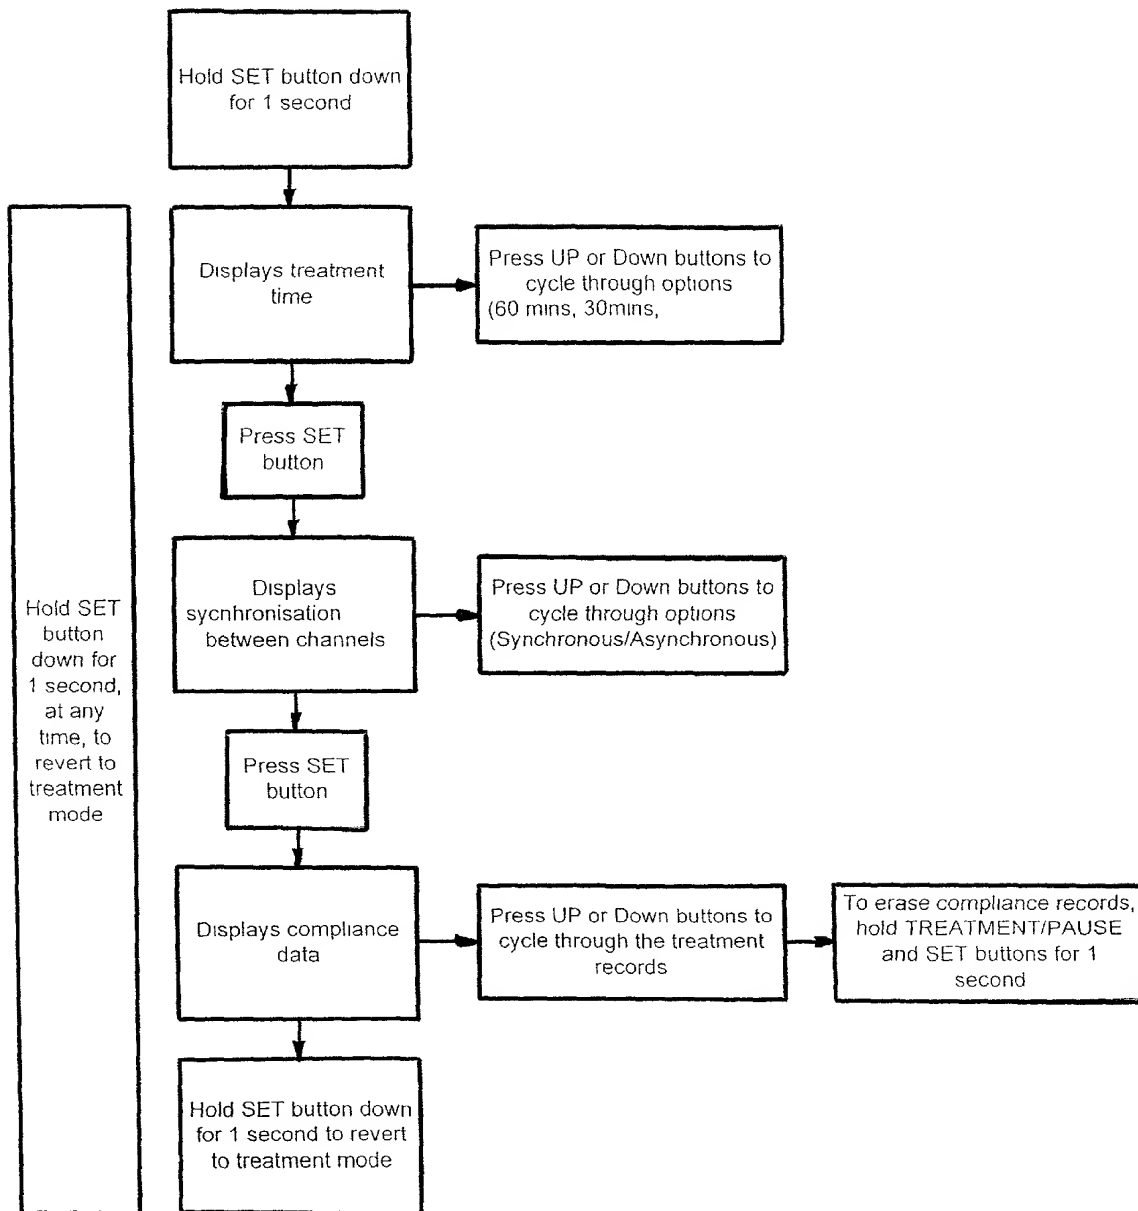 Hold SET button down
for 1 second
Displays treatment
time
Press UP or Down buttons to
cycle through options
(60 mins, 30mins,
Press SET
button
Displays
sycnhronisation
between channels
Press UP or Down buttons to
cycle through options
(Synchronous/Asynchronous)
Hold SET
button
down for
1 second,
at any
time, to
revert to
treatment
mode
Press SET
button
Displays compliance
data
Press UP or Down buttons to
cycle through the treatment
records
To erase compliance records,
hold TREATMENT/PAUSE
and SET buttons for 1
second
Hold SET button down
for 1 second to revert
to treatment mode